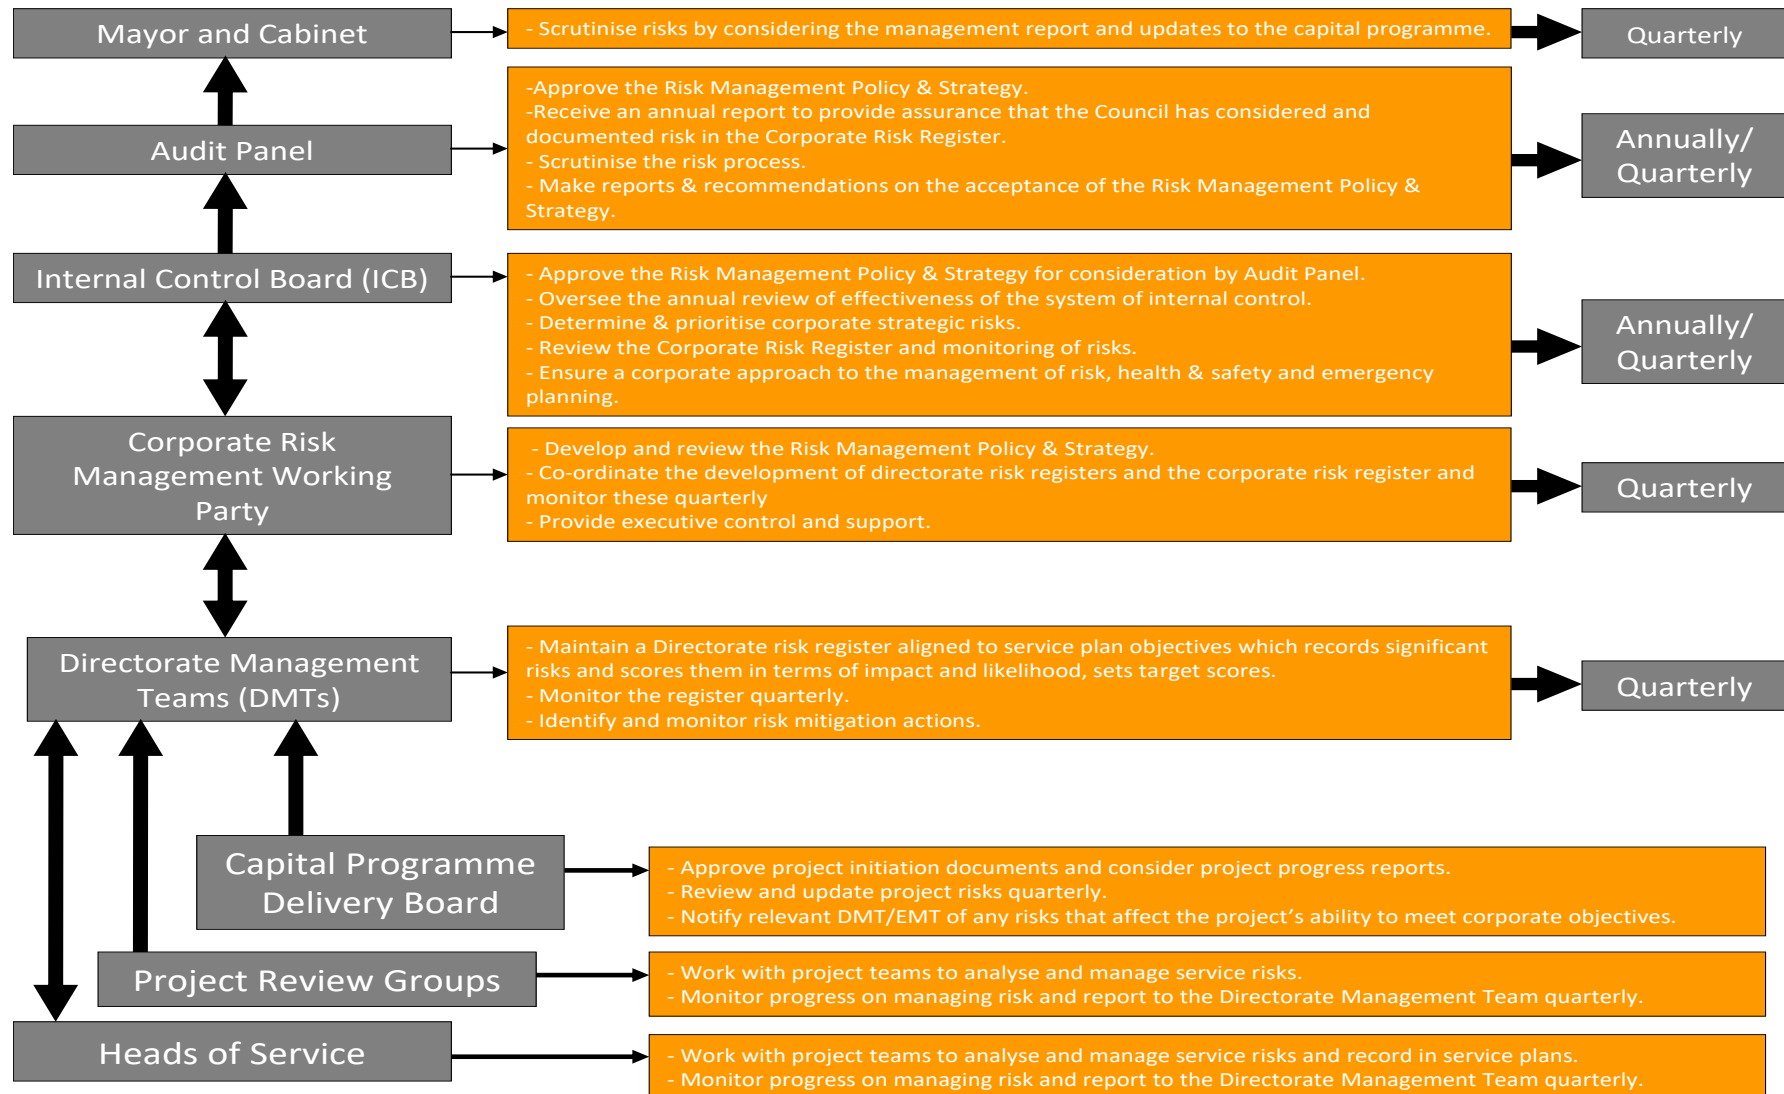 Mayor and Cabinet
- Scrutinise risks by considering the management report and updates to the capital programme.
Quarterly
Audit Panel
-Approve the Risk Management Policy & Strategy.
-Receive an annual report to provide assurance that the Council has considered and
documented risk in the Corporate Risk Register.
- Scrutinise the risk process.
- Make reports & recommendations on the acceptance of the Risk Management Policy &
Strategy.
Annually/
Quarterly
Internal Control Board (ICB)
- Approve the Risk Management Policy & Strategy for consideration by Audit Panel.
- Oversee the annual review of effectiveness of the system of internal control.
- Determine & prioritise corporate strategic risks.
- Review the Corporate Risk Register and monitoring of risks.
- Ensure a corporate approach to the management of risk, health & safety and emergency
planning.
Annually/
Quarterly
Corporate Risk
Management Working
Party
- Develop and review the Risk Management Policy & Strategy.
- Co-ordinate the development of directorate risk registers and the corporate risk register and
monitor these quarterly
- Provide executive control and support.
Quarterly
Directorate Management
Teams (DMTs)
- Maintain a Directorate risk register aligned to service plan objectives which records significant
risks and scores them in terms of impact and likelihood, sets target scores.
- Monitor the register quarterly.
- Identify and monitor risk mitigation actions.
Quarterly
Capital Programme
Delivery Board
- Approve project initiation documents and consider project progress reports.
- Review and update project risks quarterly.
- Notify relevant DMT/EMT of any risks that affect the project’s ability to meet corporate objectives.
Project Review Groups
- Work with project teams to analyse and manage service risks.
- Monitor progress on managing risk and report to the Directorate Management Team quarterly.
Heads of Service
- Work with project teams to analyse and manage service risks and record in service plans.
- Monitor progress on managing risk and report to the Directorate Management Team quarterly.